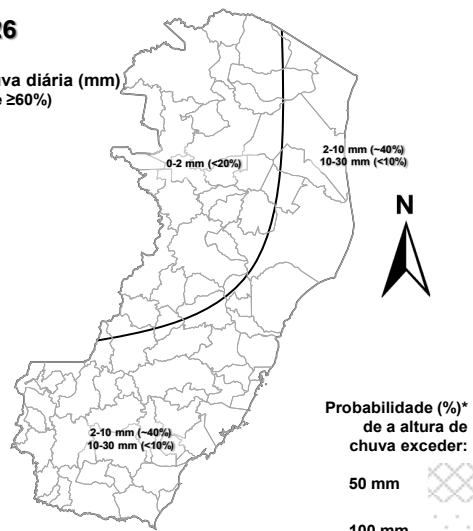 26
uva diária (mm)
e ≥60%)
0-2 mm (<20%)
2-10 mm (~40%)
10-30 mm (<10%)
N
2-10 mm (~40%)
10-30 mm (<10%)
Probabilidade (%)*
de a altura de
chuva exceder:
50 mm
100 mm